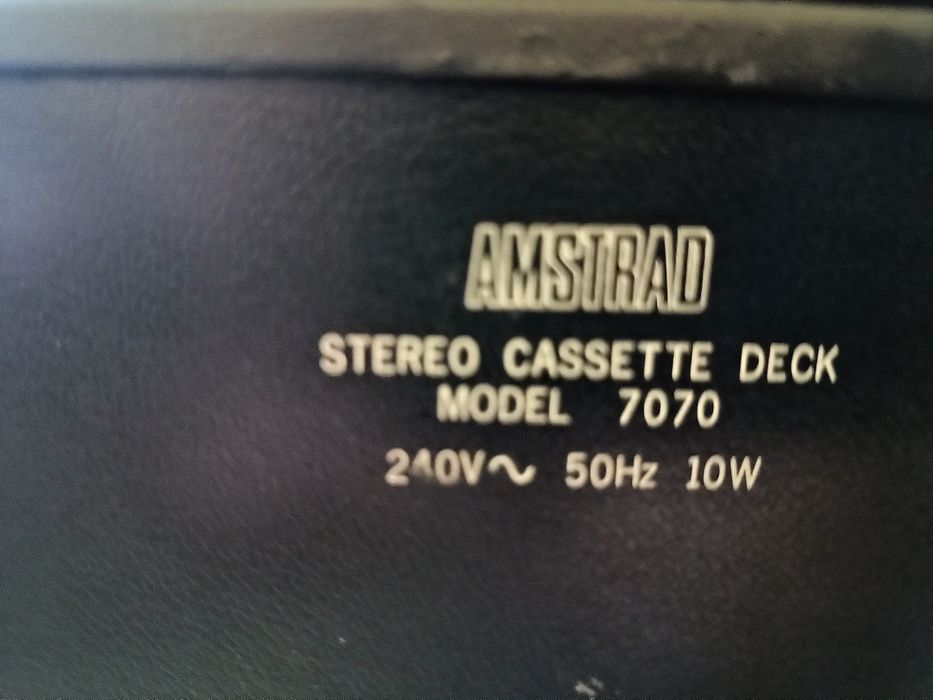 AMSTRAD
STEREO CASSETTE DECK
MODEL 7070
240V~ 50Hz 10W